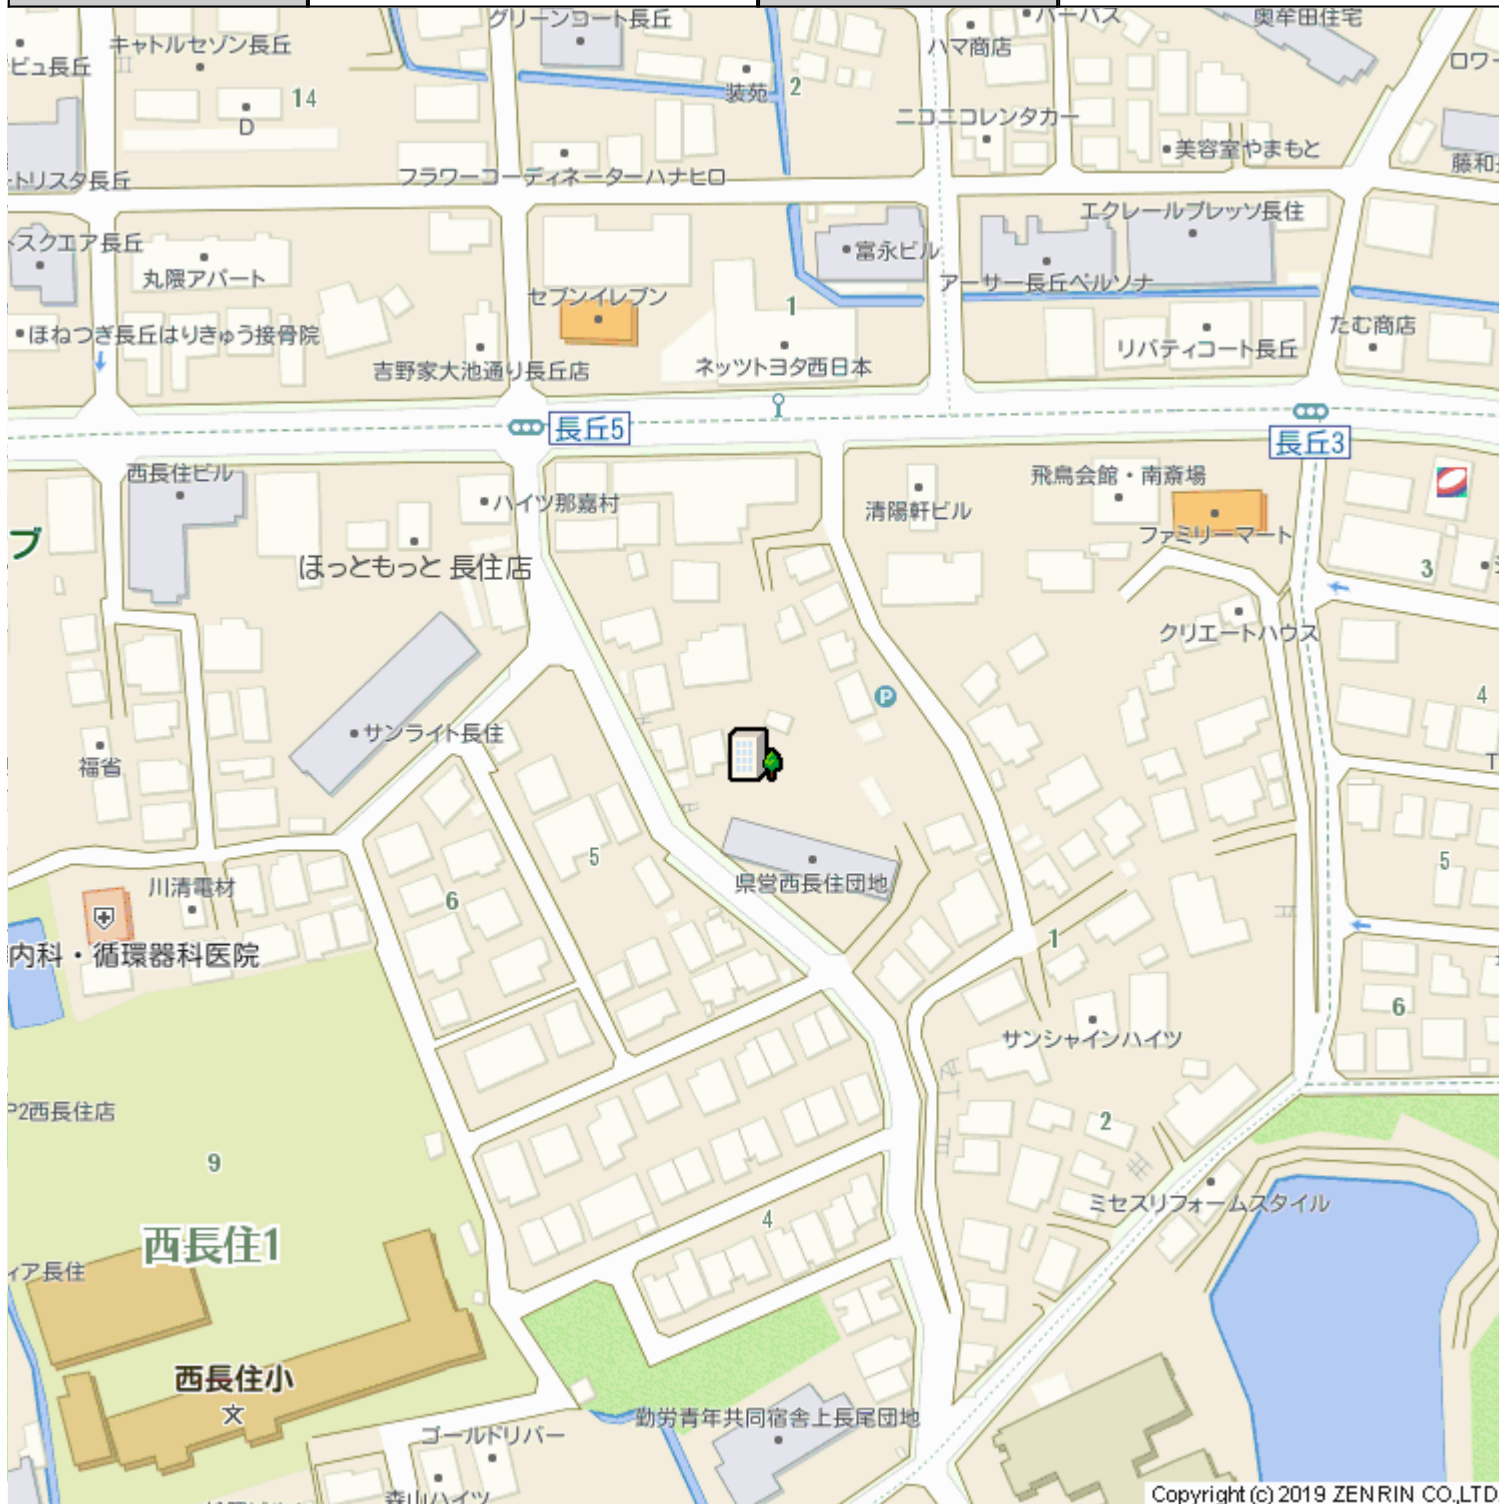 グリーンコート長丘
パーパス
奥牟田住宅
キャトルセゾン長丘
ハマ商店
ビュ長丘
ロワー
装苑
2
14
D
ニコニコレンタカー
美容室やまもと
藤和
トリスタ長丘
フラワーコーディネーターハナヒロ
エクレールプレッソ長住
スクエア長丘
富永ビル
丸隈アパート
アーサー長丘ペルソナ
セブンイレブン
1
ほねつぎ長丘はりきゅう接骨院
たむ商店
リバティコート長丘
吉野家大池通り長丘店
ネッツトヨタ西日本
長丘5
長丘3
西長住ビル
飛鳥会館・南斎場
ハイツ那嘉村
清陽軒ビル
ファミリーマート
ブ
ほっともっと 長住店
3
クリエートハウス
4
P
サンライト長住
福省
T
5
5
県営西長住団地
川清電材
6
1
内科・循環器科医院
6
サンシャインハイツ
P2西長住店
2
9
ミセスリフォームスタイル
4
西長住1
ィア長住
西長住小
文
勤労青年共同宿舎上長尾団地
ゴールドリバー
森山ハイツ
Copyright (c) 2019 ZENRIN CO.,LTD